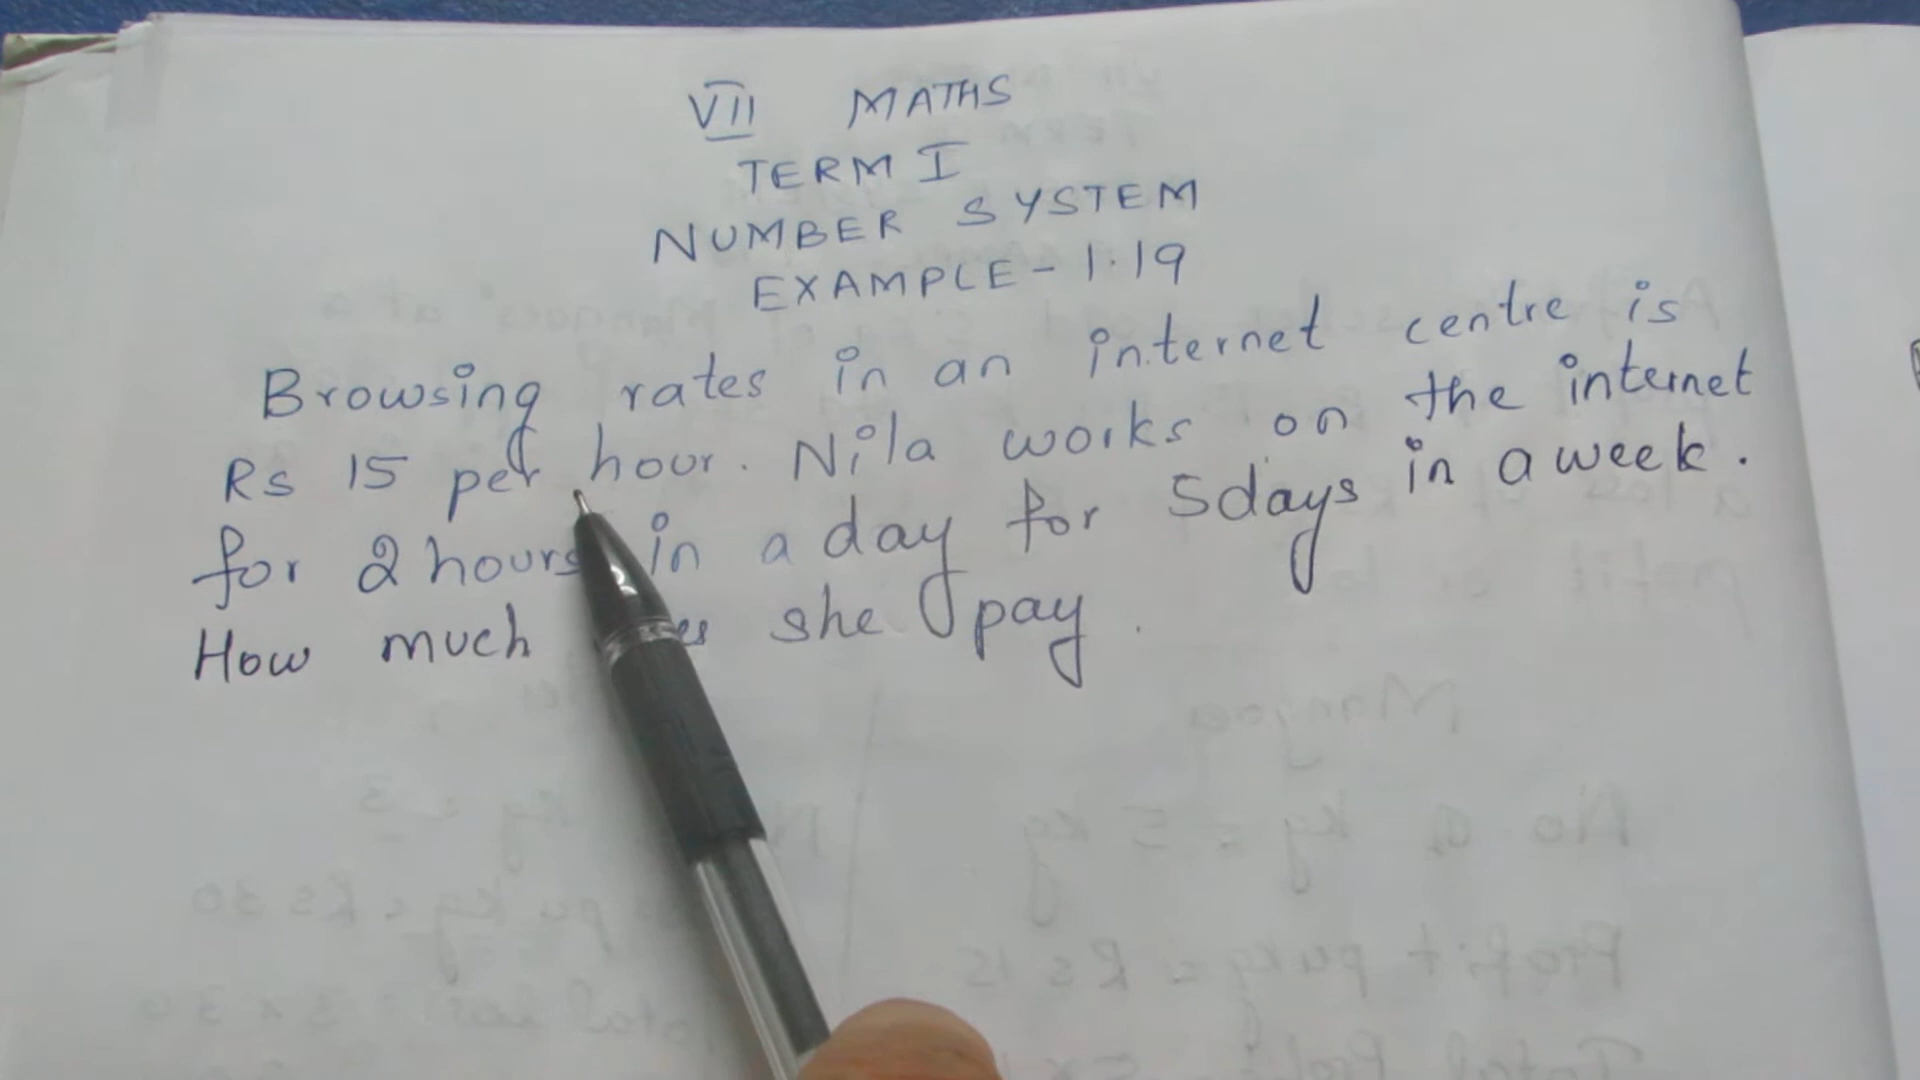 VII MATHS
TERM I
NUMBER SYSTEM
EXAMPLE - 1.19
Browsing rates in an internet centre is
Rs 15 per hour. Nila works on the internet
for 2 hours in a day for 5days in a week.
How much she pay.